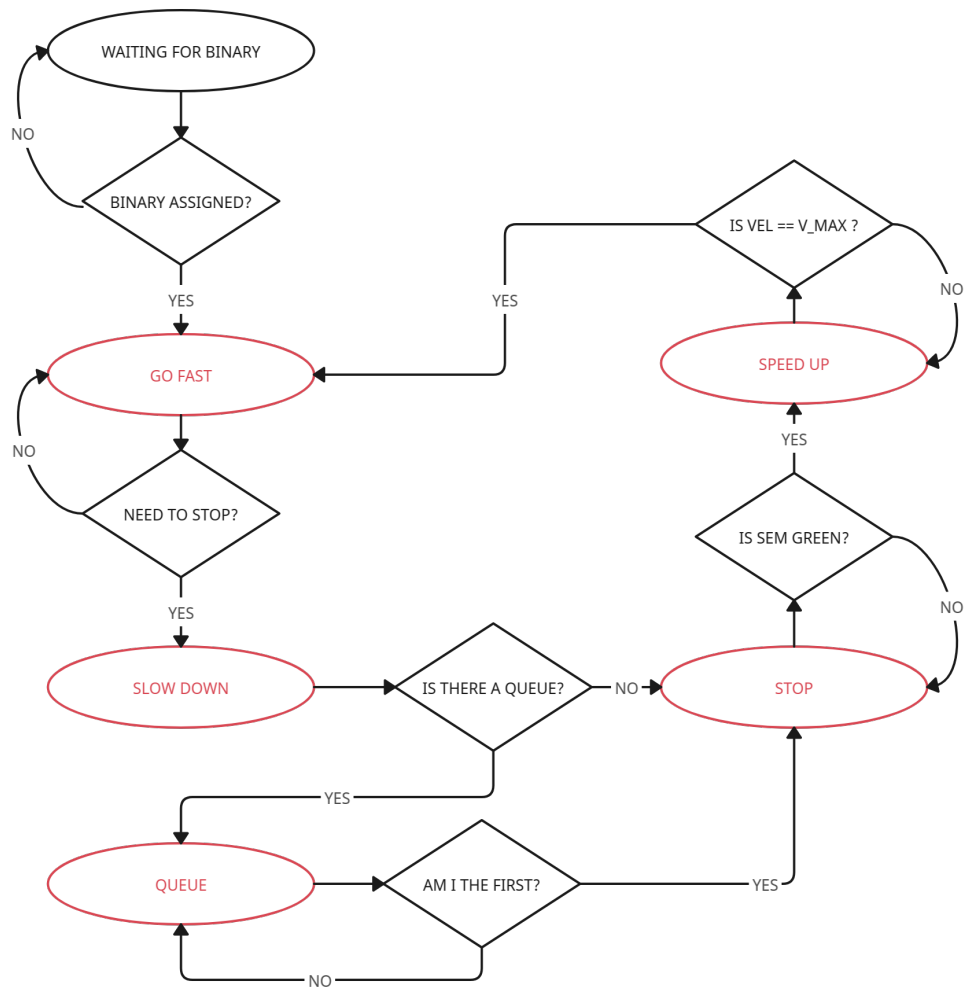 WAITING FOR BINARY
NO
BINARY ASSIGNED?
IS VEL == V_MAX ?
YES
YES
NO
GO FAST
SPEED UP
NO
YES
NEED TO STOP?
IS SEM GREEN?
YES
NO
SLOW DOWN
IS THERE A QUEUE?
NO
STOP
YES
QUEUE
AM I THE FIRST?
YES
NO